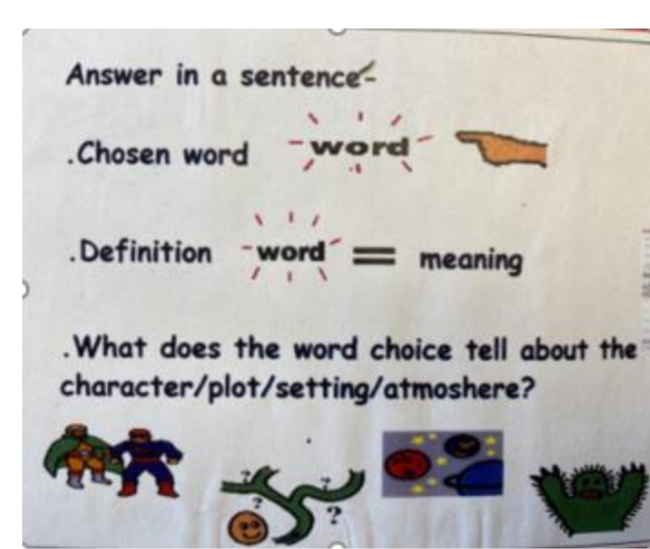 Answer in a sentence-
.Chosen word word
.Definition word = meaning
.What does the word choice tell about the
character/plot/setting/atmoshere?
? ?
? ?